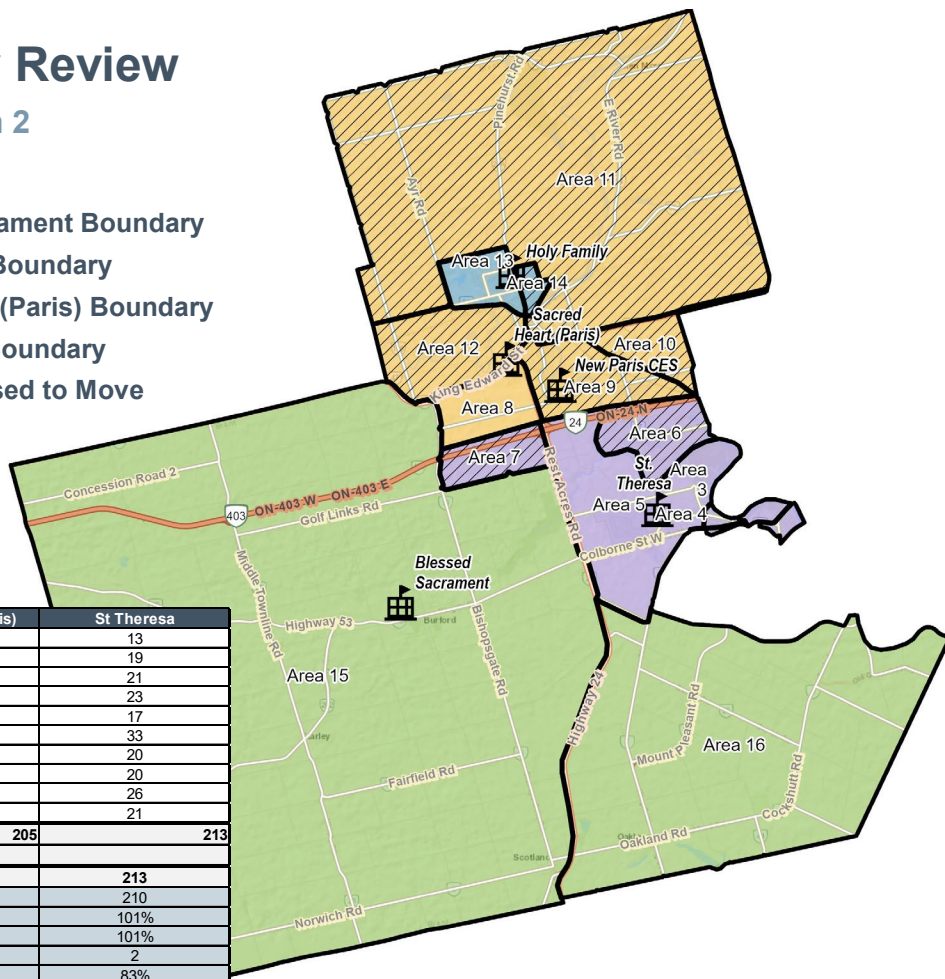 Review
2
ament Boundary
Boundary
(Paris) Boundary
oundary
sed to Move
Pinehurst Rd
E River Rd
Ayr Rd
Area 11
Holy Family
Area 13
Area 14
Sacred
Heart (Paris)
Area 12
Area 10
New Paris CES
King Edward St
Area 9
Area 8
24
ON-24 N
Area 6
Area 7
St.
Theresa
Area
3
Rest Acres Rd
Area 5
Area 4
Concession Road 2
403
ON-403 W
ON-403 E
Golf Links Rd
Colborne St W
Middle Townline Rd
Blessed
Sacrament
Highway 53
Burford
Bishopsgate Rd
Area 15
Highway 24
Mount Pleasant Rd
Area 16
Fairfield Rd
Cockshutt Rd
Oakland Rd
Scotland
Norwich Rd
is) St Theresa
13
19
21
23
17
33
20
20
26
21
205 213
213
210
101%
101%
2
83%